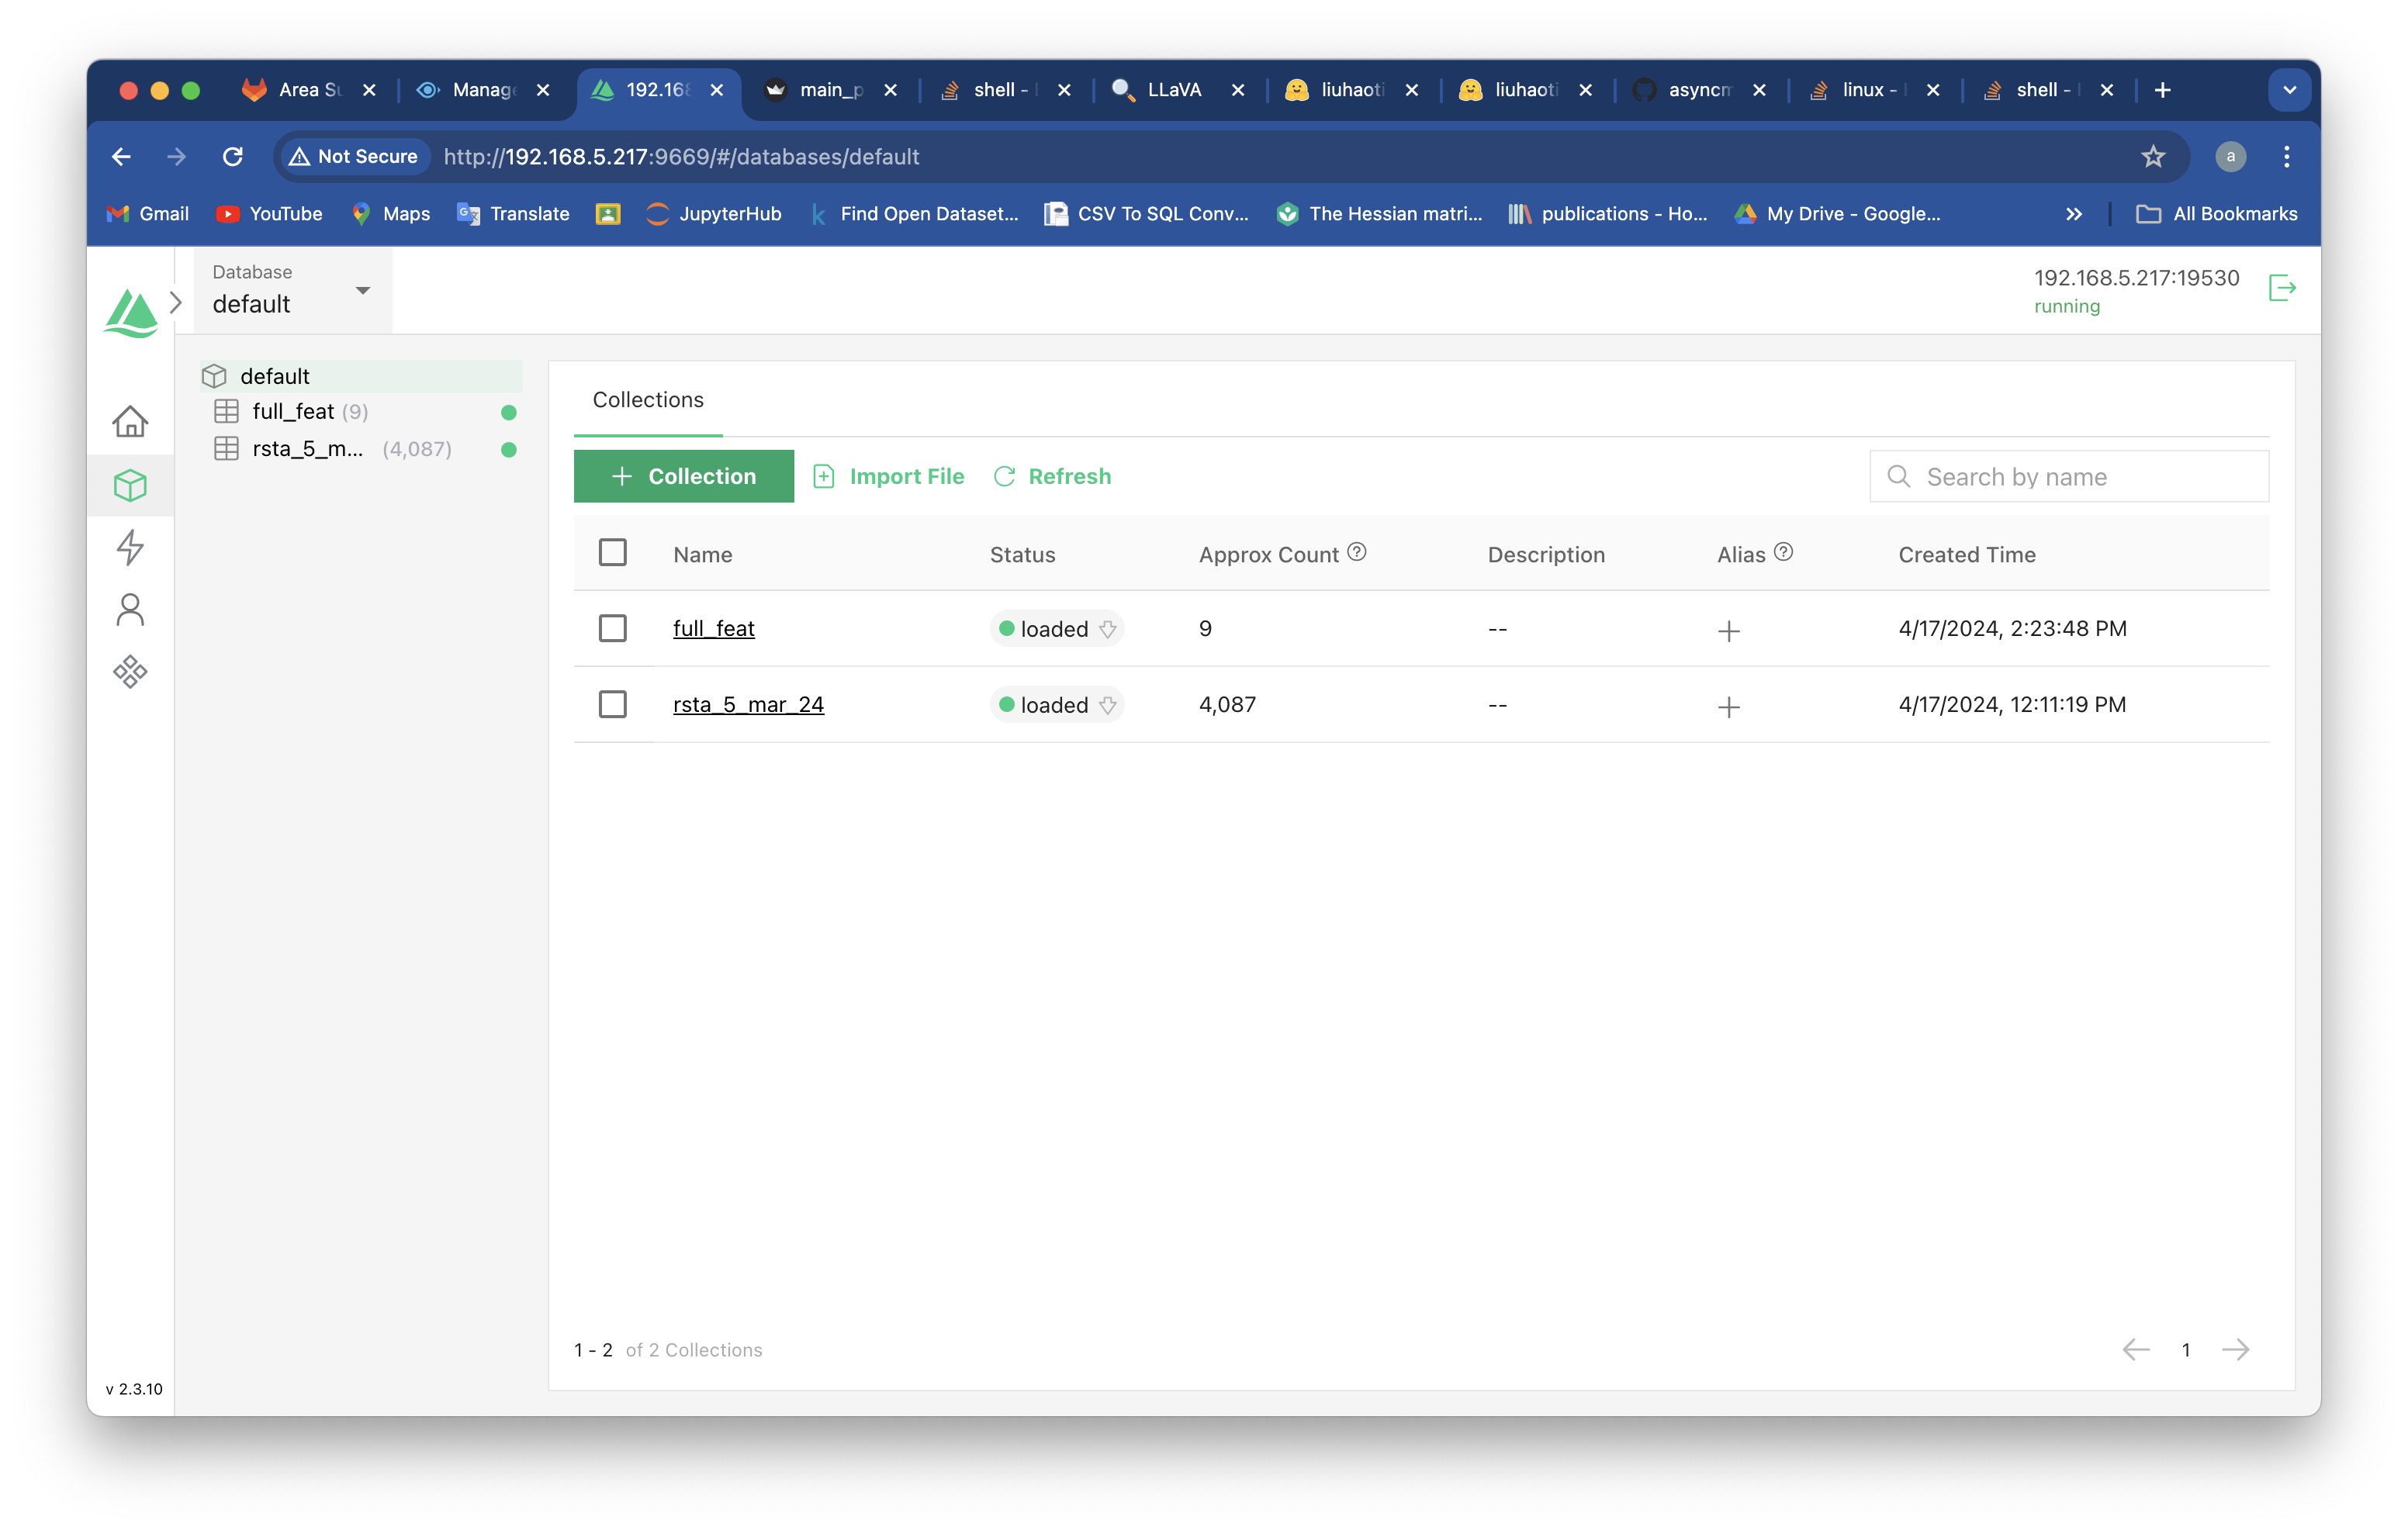 Area Su
Manage
192.168
main_p
shell -
LLaVA
liuhaoti
liuhaoti
asyncm
linux -
shell -
Not Secure http://192.168.5.217:9669/#/databases/default a
Gmail YouTube Maps Translate JupyterHub Find Open Dataset... CSV To SQL Conv... The Hessian matri... publications - Ho... My Drive - Google... All Bookmarks
Database
default
192.168.5.217:19530
running
default
full_feat (9)
rsta_5_m... (4,087)
Collections
Collection Import File Refresh Search by name
Name Status Approx Count Description Alias Created Time
full_feat loaded 9 -- 4/17/2024, 2:23:48 PM
rsta_5_mar_24 loaded 4,087 -- 4/17/2024, 12:11:19 PM
1 - 2 of 2 Collections 1
v 2.3.10